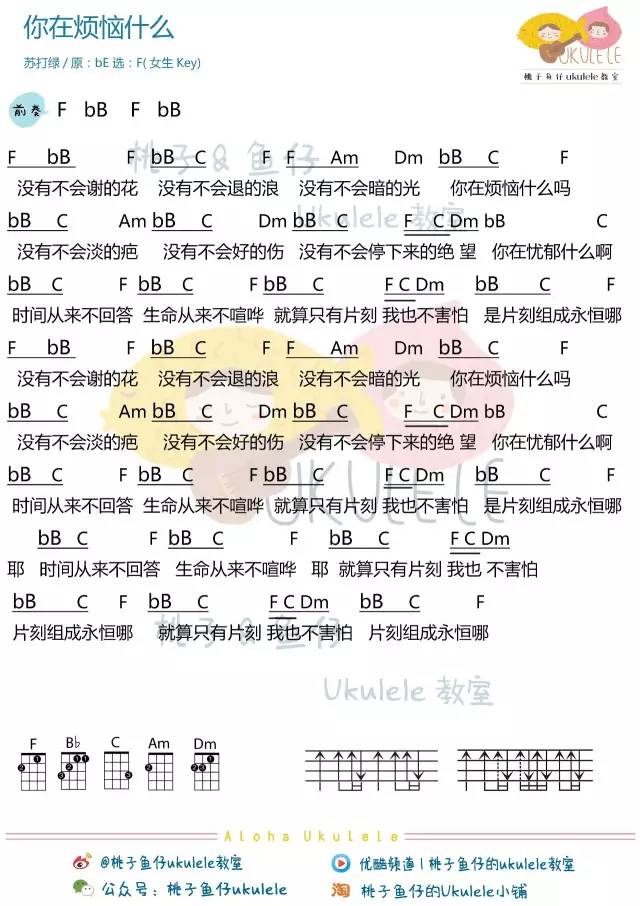 你在烦恼什么
苏打绿 / 原：bE 选：F( 女生 Key)
UKULELE
桃子鱼仔ukulele教室
前奏 F bB F bB
F bB F bB C F F Am Dm bB C F
没有不会谢的花 没有不会退的浪 没有不会暗的光 你在烦恼什么吗
bB C Am bB C Dm bB C F C Dm bB C
没有不会淡的疤 没有不会好的伤 没有不会停下来的绝 望 你在忧郁什么啊
bB C F bB C F bB C F C Dm bB C F
时间从来不回答 生命从来不喧哗 就算只有片刻 我也不害怕 是片刻组成永恒哪
F bB F bB C F F Am Dm bB C F
没有不会谢的花 没有不会退的浪 没有不会暗的光 你在烦恼什么吗
bB C Am bB C Dm bB C F C Dm bB C
没有不会淡的疤 没有不会好的伤 没有不会停下来的绝 望 你在忧郁什么啊
bB C F bB C F bB C F C Dm bB C F
时间从来不回答 生命从来不喧哗 就算只有片刻 我也不害怕 是片刻组成永恒哪
bB C F bB C F bB C F C Dm
耶 时间从来不回答 生命从来不喧哗 耶 就算只有片刻 我也 不害怕
bB C F bB C F C Dm bB C F
片刻组成永恒哪 就算只有片刻 我也不害怕 片刻组成永恒哪
桃子 & 鱼仔
Ukulele 教室
UKULELE
桃子 & 鱼仔
Ukulele 教室
F B♭ C Am Dm
Aloha Ukulele
@桃子鱼仔ukulele教室 优酷频道 | 桃子鱼仔的ukulele教室
公众号：桃子鱼仔ukulele 淘 桃子鱼仔的Ukulele小铺